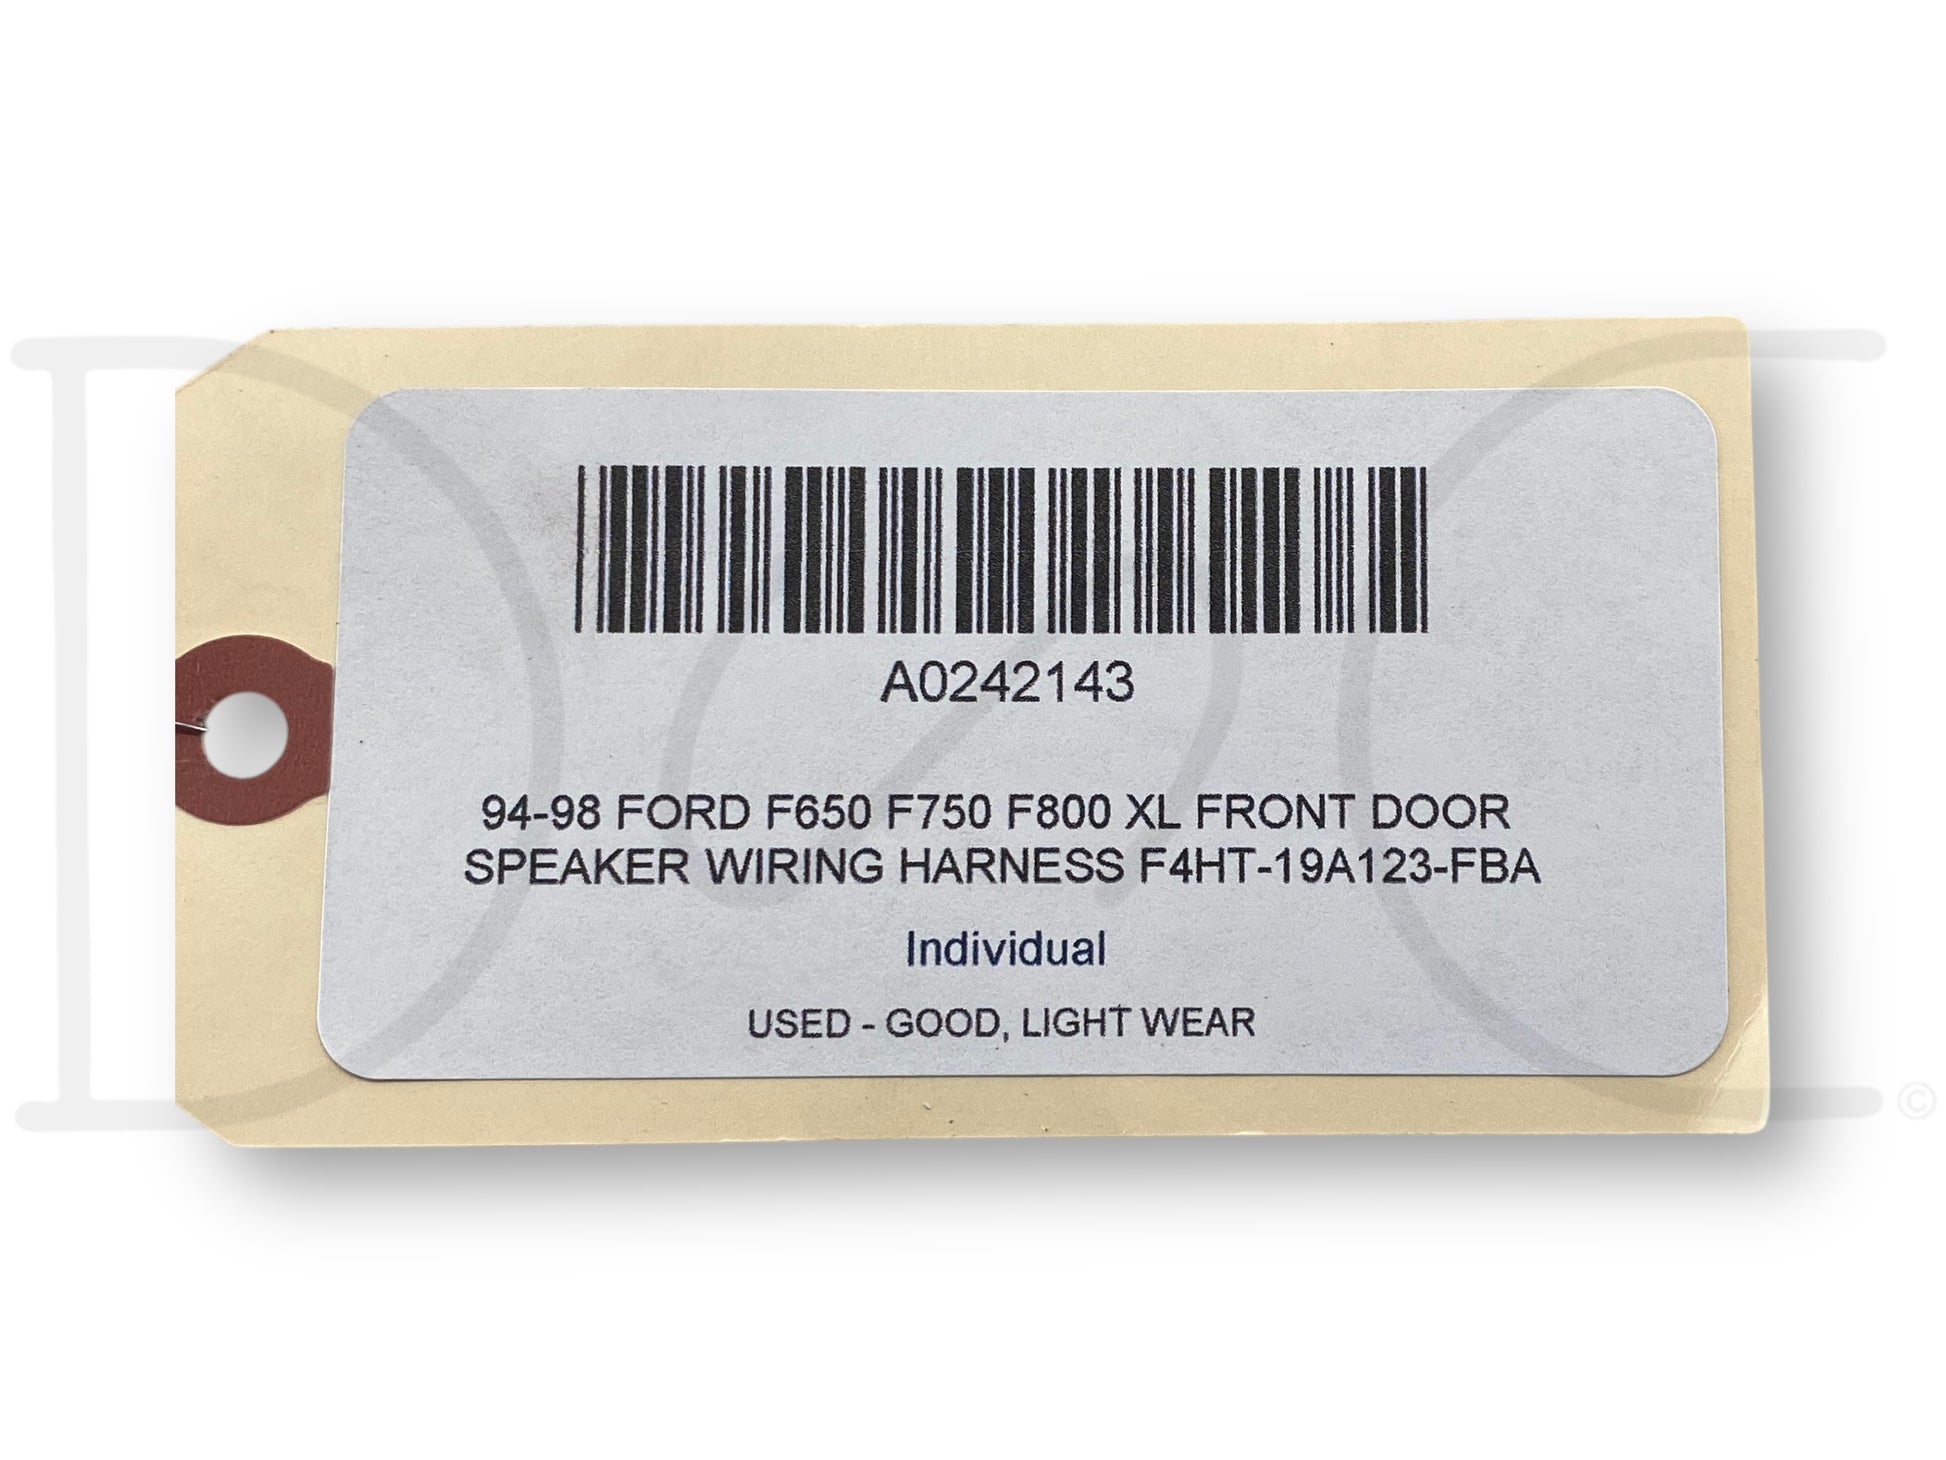 A0242143
94-98 FORD F650 F750 F800 XL FRONT DOOR
SPEAKER WIRING HARNESS F4HT-19A123-FBA
Individual
USED - GOOD, LIGHT WEAR
©